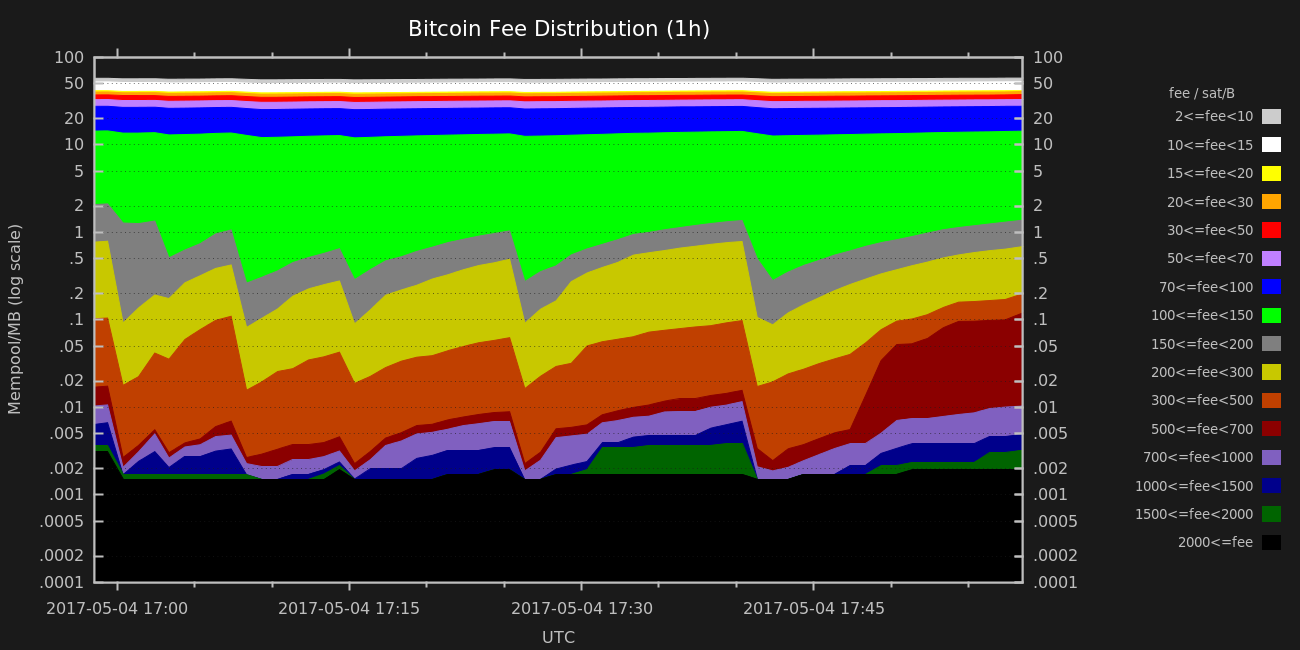 Bitcoin Fee Distribution (1h)
Mempool/MB (log scale)
100
50
20
10
5
2
1
.5
.2
.1
.05
.02
.01
.005
.002
.001
.0005
.0002
.0001
100
50
20
10
5
2
1
.5
.2
.1
.05
.02
.01
.005
.002
.001
.0005
.0002
.0001
2017-05-04 17:00 2017-05-04 17:15 2017-05-04 17:30 2017-05-04 17:45
UTC
fee / sat/B
2<=fee<10
10<=fee<15
15<=fee<20
20<=fee<30
30<=fee<50
50<=fee<70
70<=fee<100
100<=fee<150
150<=fee<200
200<=fee<300
300<=fee<500
500<=fee<700
700<=fee<1000
1000<=fee<1500
1500<=fee<2000
2000<=fee